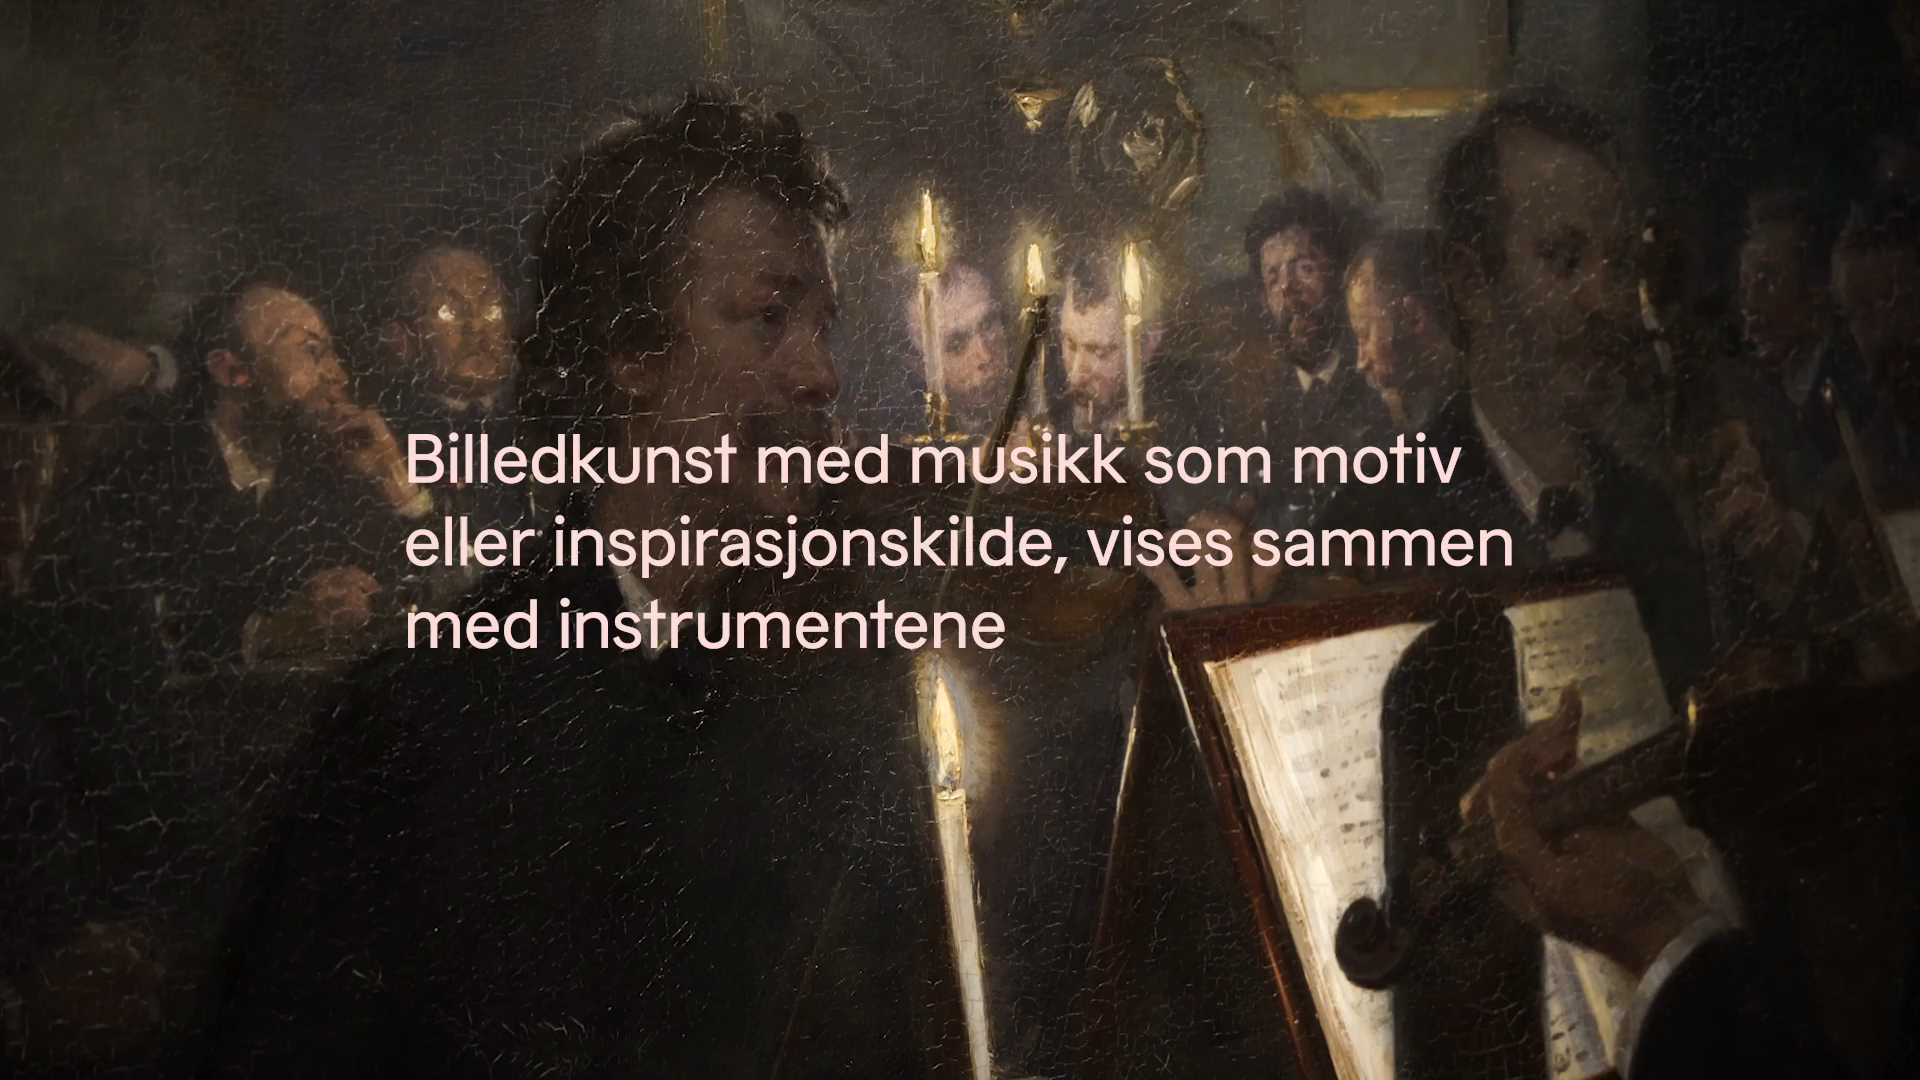 Billedkunst med musikk som motiv
eller inspirasjonskilde, vises sammen
med instrumentene